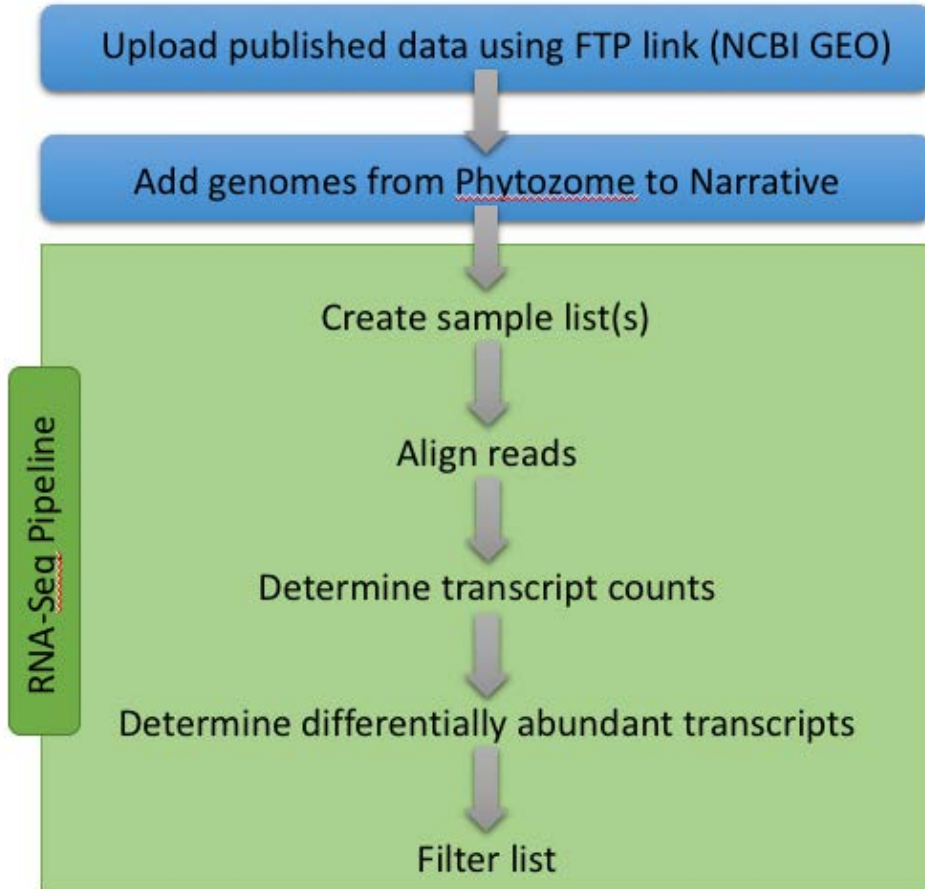 Upload published data using FTP link (NCBI GEO)
Add genomes from Phytozome to Narrative
Create sample list(s)
Align reads
RNA-Seq Pipeline
Determine transcript counts
Determine differentially abundant transcripts
Filter list